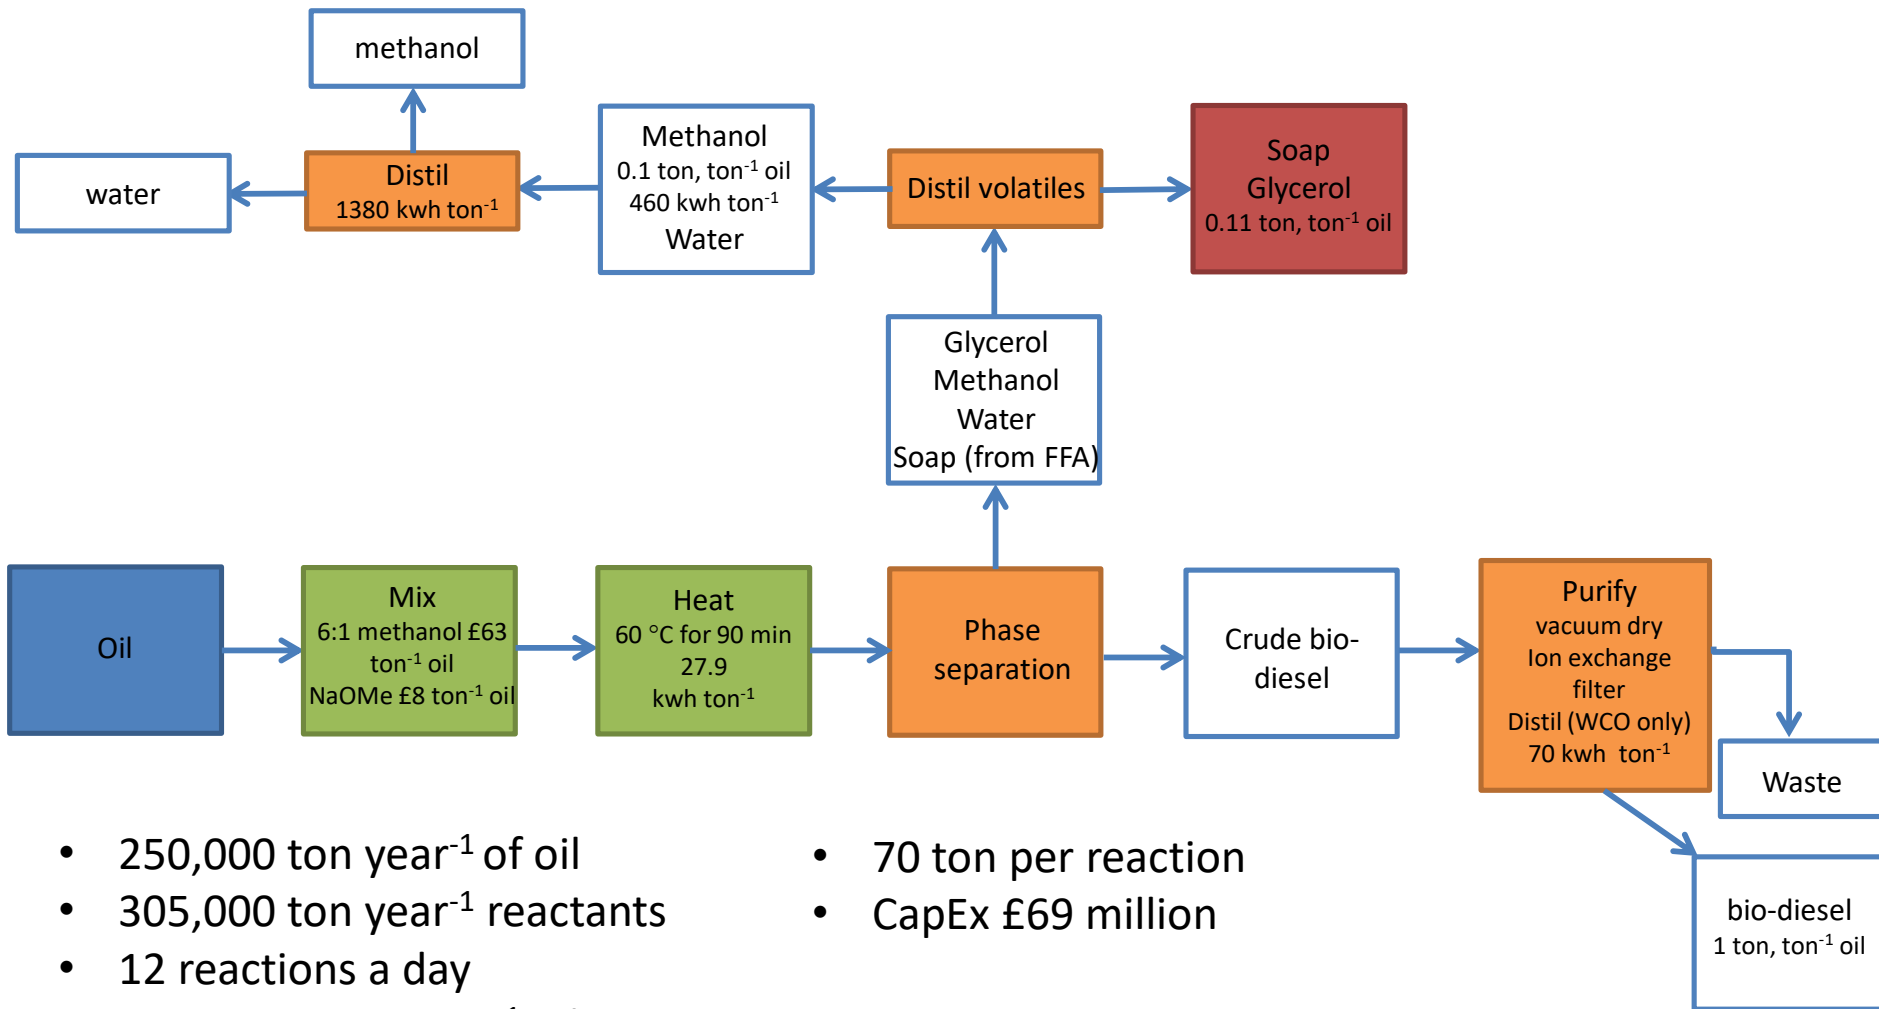 methanol
water
Distil
1380 kwh ton⁻¹
Methanol
0.1 ton, ton⁻¹ oil
460 kwh ton⁻¹
Water
Distil volatiles
Soap
Glycerol
0.11 ton, ton⁻¹ oil
Glycerol
Methanol
Water
Soap (from FFA)
Oil
Mix
6:1 methanol £63
ton⁻¹ oil
NaOMe £8 ton⁻¹ oil
Heat
60 °C for 90 min
27.9
kwh ton⁻¹
Phase
separation
Crude bio-
diesel
Purify
vacuum dry
Ion exchange
filter
Distil (WCO only)
70 kwh ton⁻¹
Waste
bio-diesel
1 ton, ton⁻¹ oil
• 250,000 ton year⁻¹ of oil
• 305,000 ton year⁻¹ reactants
• 12 reactions a day
• 70 ton per reaction
• CapEx £69 million